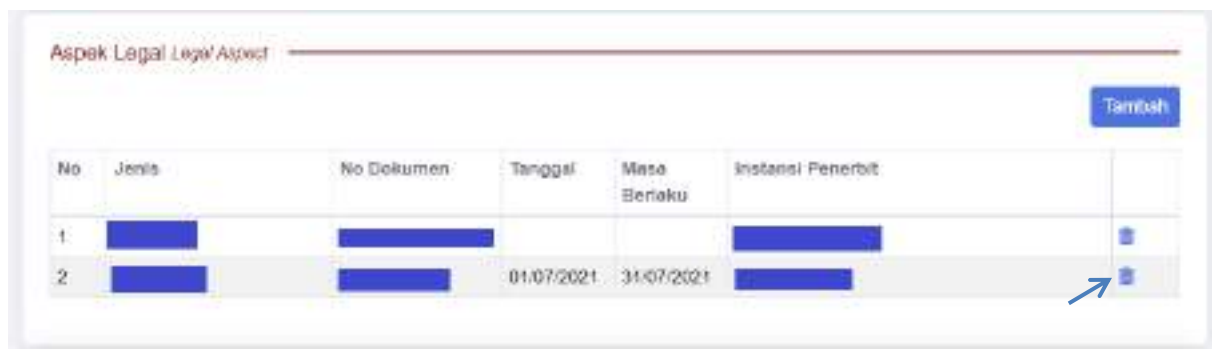 Aspek Legal Legal Aspect
Tambah
No Jenis No Dokumen Tanggal Masa Berlaku Instansi Penerbit
1
2 01/07/2021 31/07/2021